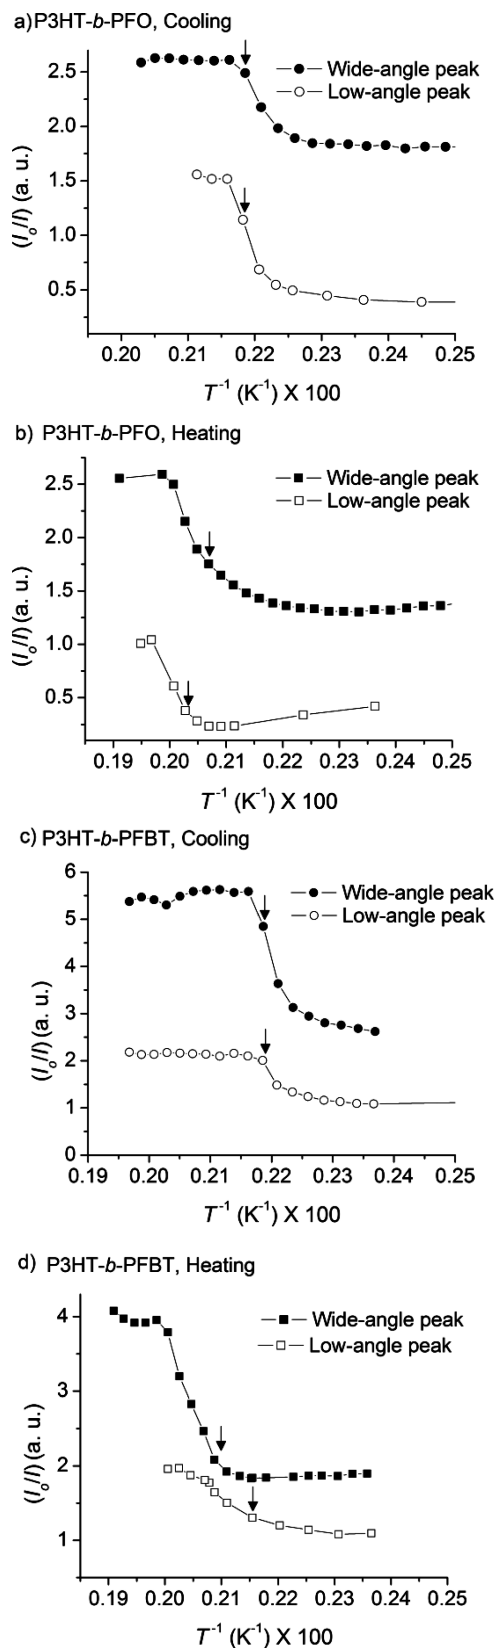 a) P3HT-b-PFO, Cooling
Wide-angle peak
Low-angle peak
2.5
2.0
1.5
1.0
0.5
(Iₒ/I) (a. u.)
0.20 0.21 0.22 0.23 0.24 0.25
T⁻¹ (K⁻¹) X 100
b) P3HT-b-PFO, Heating
Wide-angle peak
Low-angle peak
2.5
2.0
1.5
1.0
0.5
(Iₒ/I) (a. u.)
0.19 0.20 0.21 0.22 0.23 0.24 0.25
T⁻¹ (K⁻¹) X 100
c) P3HT-b-PFBT, Cooling
Wide-angle peak
Low-angle peak
6
5
4
3
2
1
0
(Iₒ/I) (a. u.)
0.19 0.20 0.21 0.22 0.23 0.24 0.25
T⁻¹ (K⁻¹) X 100
d) P3HT-b-PFBT, Heating
Wide-angle peak
Low-angle peak
4
3
2
1
(Iₒ/I) (a. u.)
0.19 0.20 0.21 0.22 0.23 0.24 0.25
T⁻¹ (K⁻¹) X 100